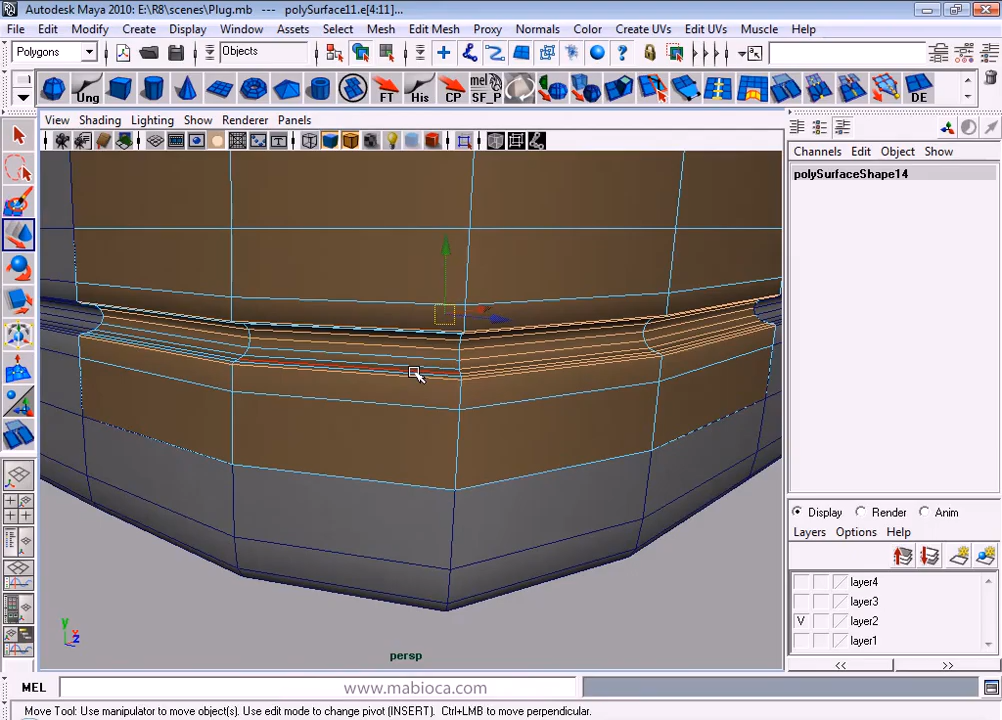 Autodesk Maya 2010: E:\R8\scenes\Plug.mb --- polySurface11.e[4:11]...
File Edit Modify Create Display Window Assets Select Mesh Edit Mesh Proxy Normals Color Create UVs Edit UVs Muscle Help
Polygons Objects
Ung FT His CP mel SF_P DE
View Shading Lighting Show Renderer Panels
Channels Edit Object Show
polySurfaceShape14
Display Render Anim
Layers Options Help
layer4
layer3
V layer2
layer1
y
z
persp
<< >>
MEL www.mabioca.com
Move Tool: Use manipulator to move object(s). Use edit mode to change pivot (INSERT). Ctrl+LMB to move perpendicular.